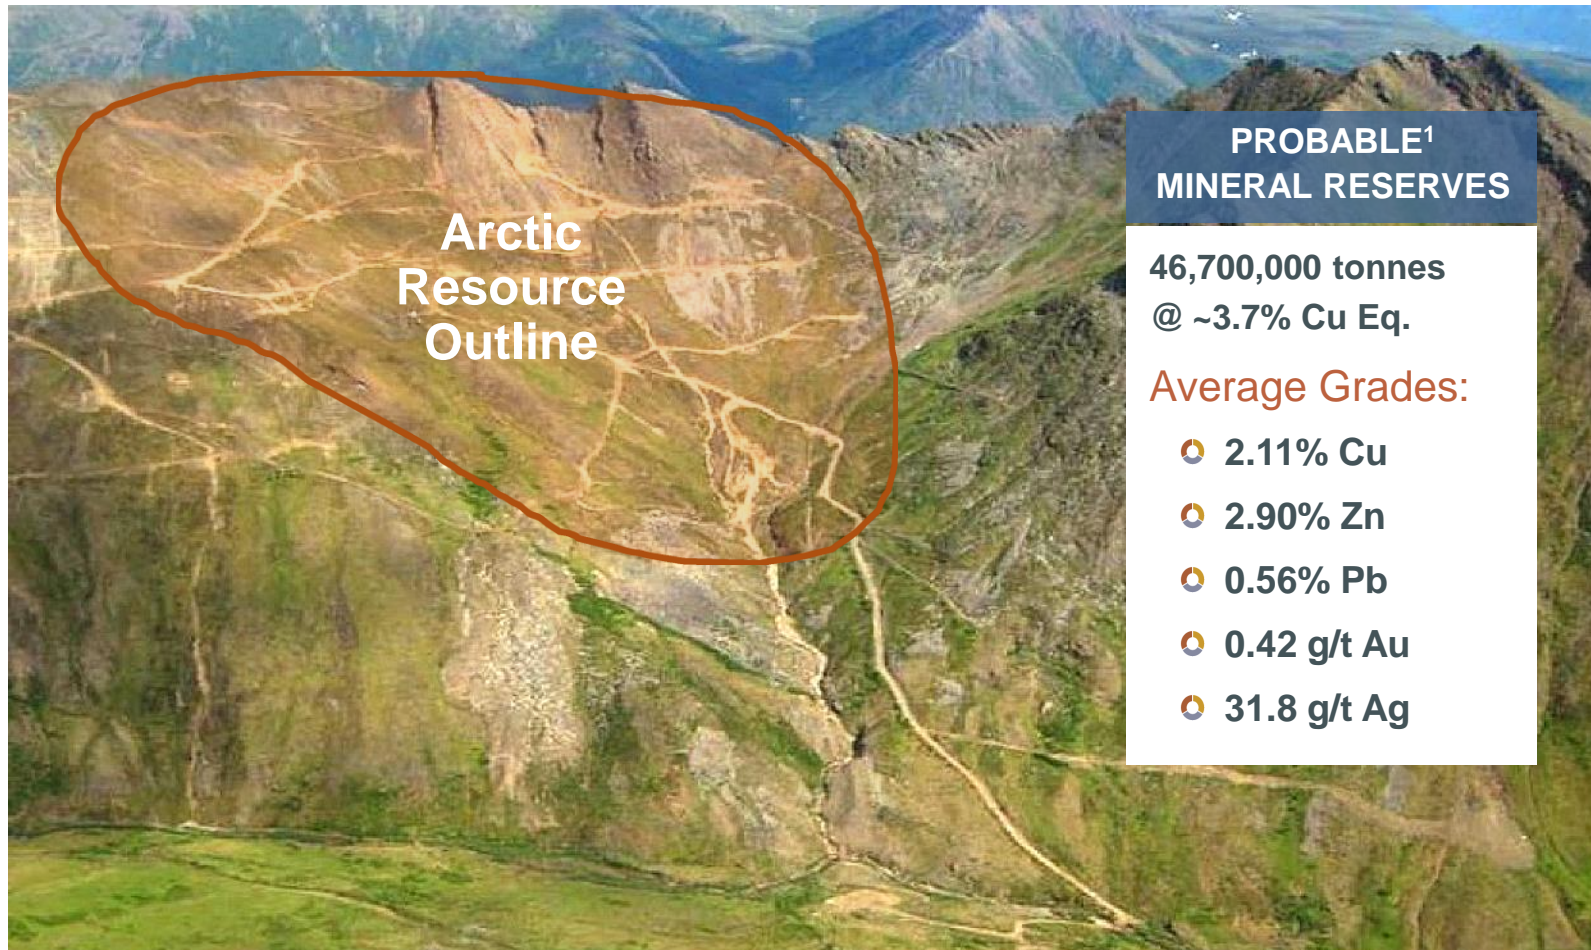 Arctic
Resource
Outline
PROBABLE¹
MINERAL RESERVES
46,700,000 tonnes
@ ~3.7% Cu Eq.
Average Grades:
2.11% Cu
2.90% Zn
0.56% Pb
0.42 g/t Au
31.8 g/t Ag